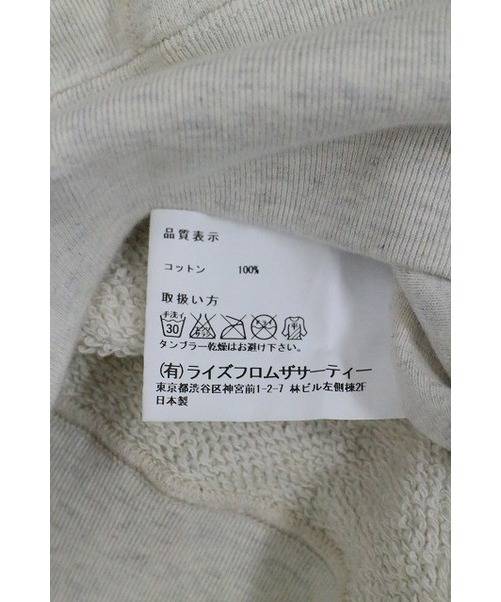 品質表示
コットン 100%
取扱い方
手洗イ
30
タンブラー乾燥はお避け下さい。
(有)ライズフロムザサーティー
東京都渋谷区神宮前1-2-7 林ビル左側棟2F
日本製